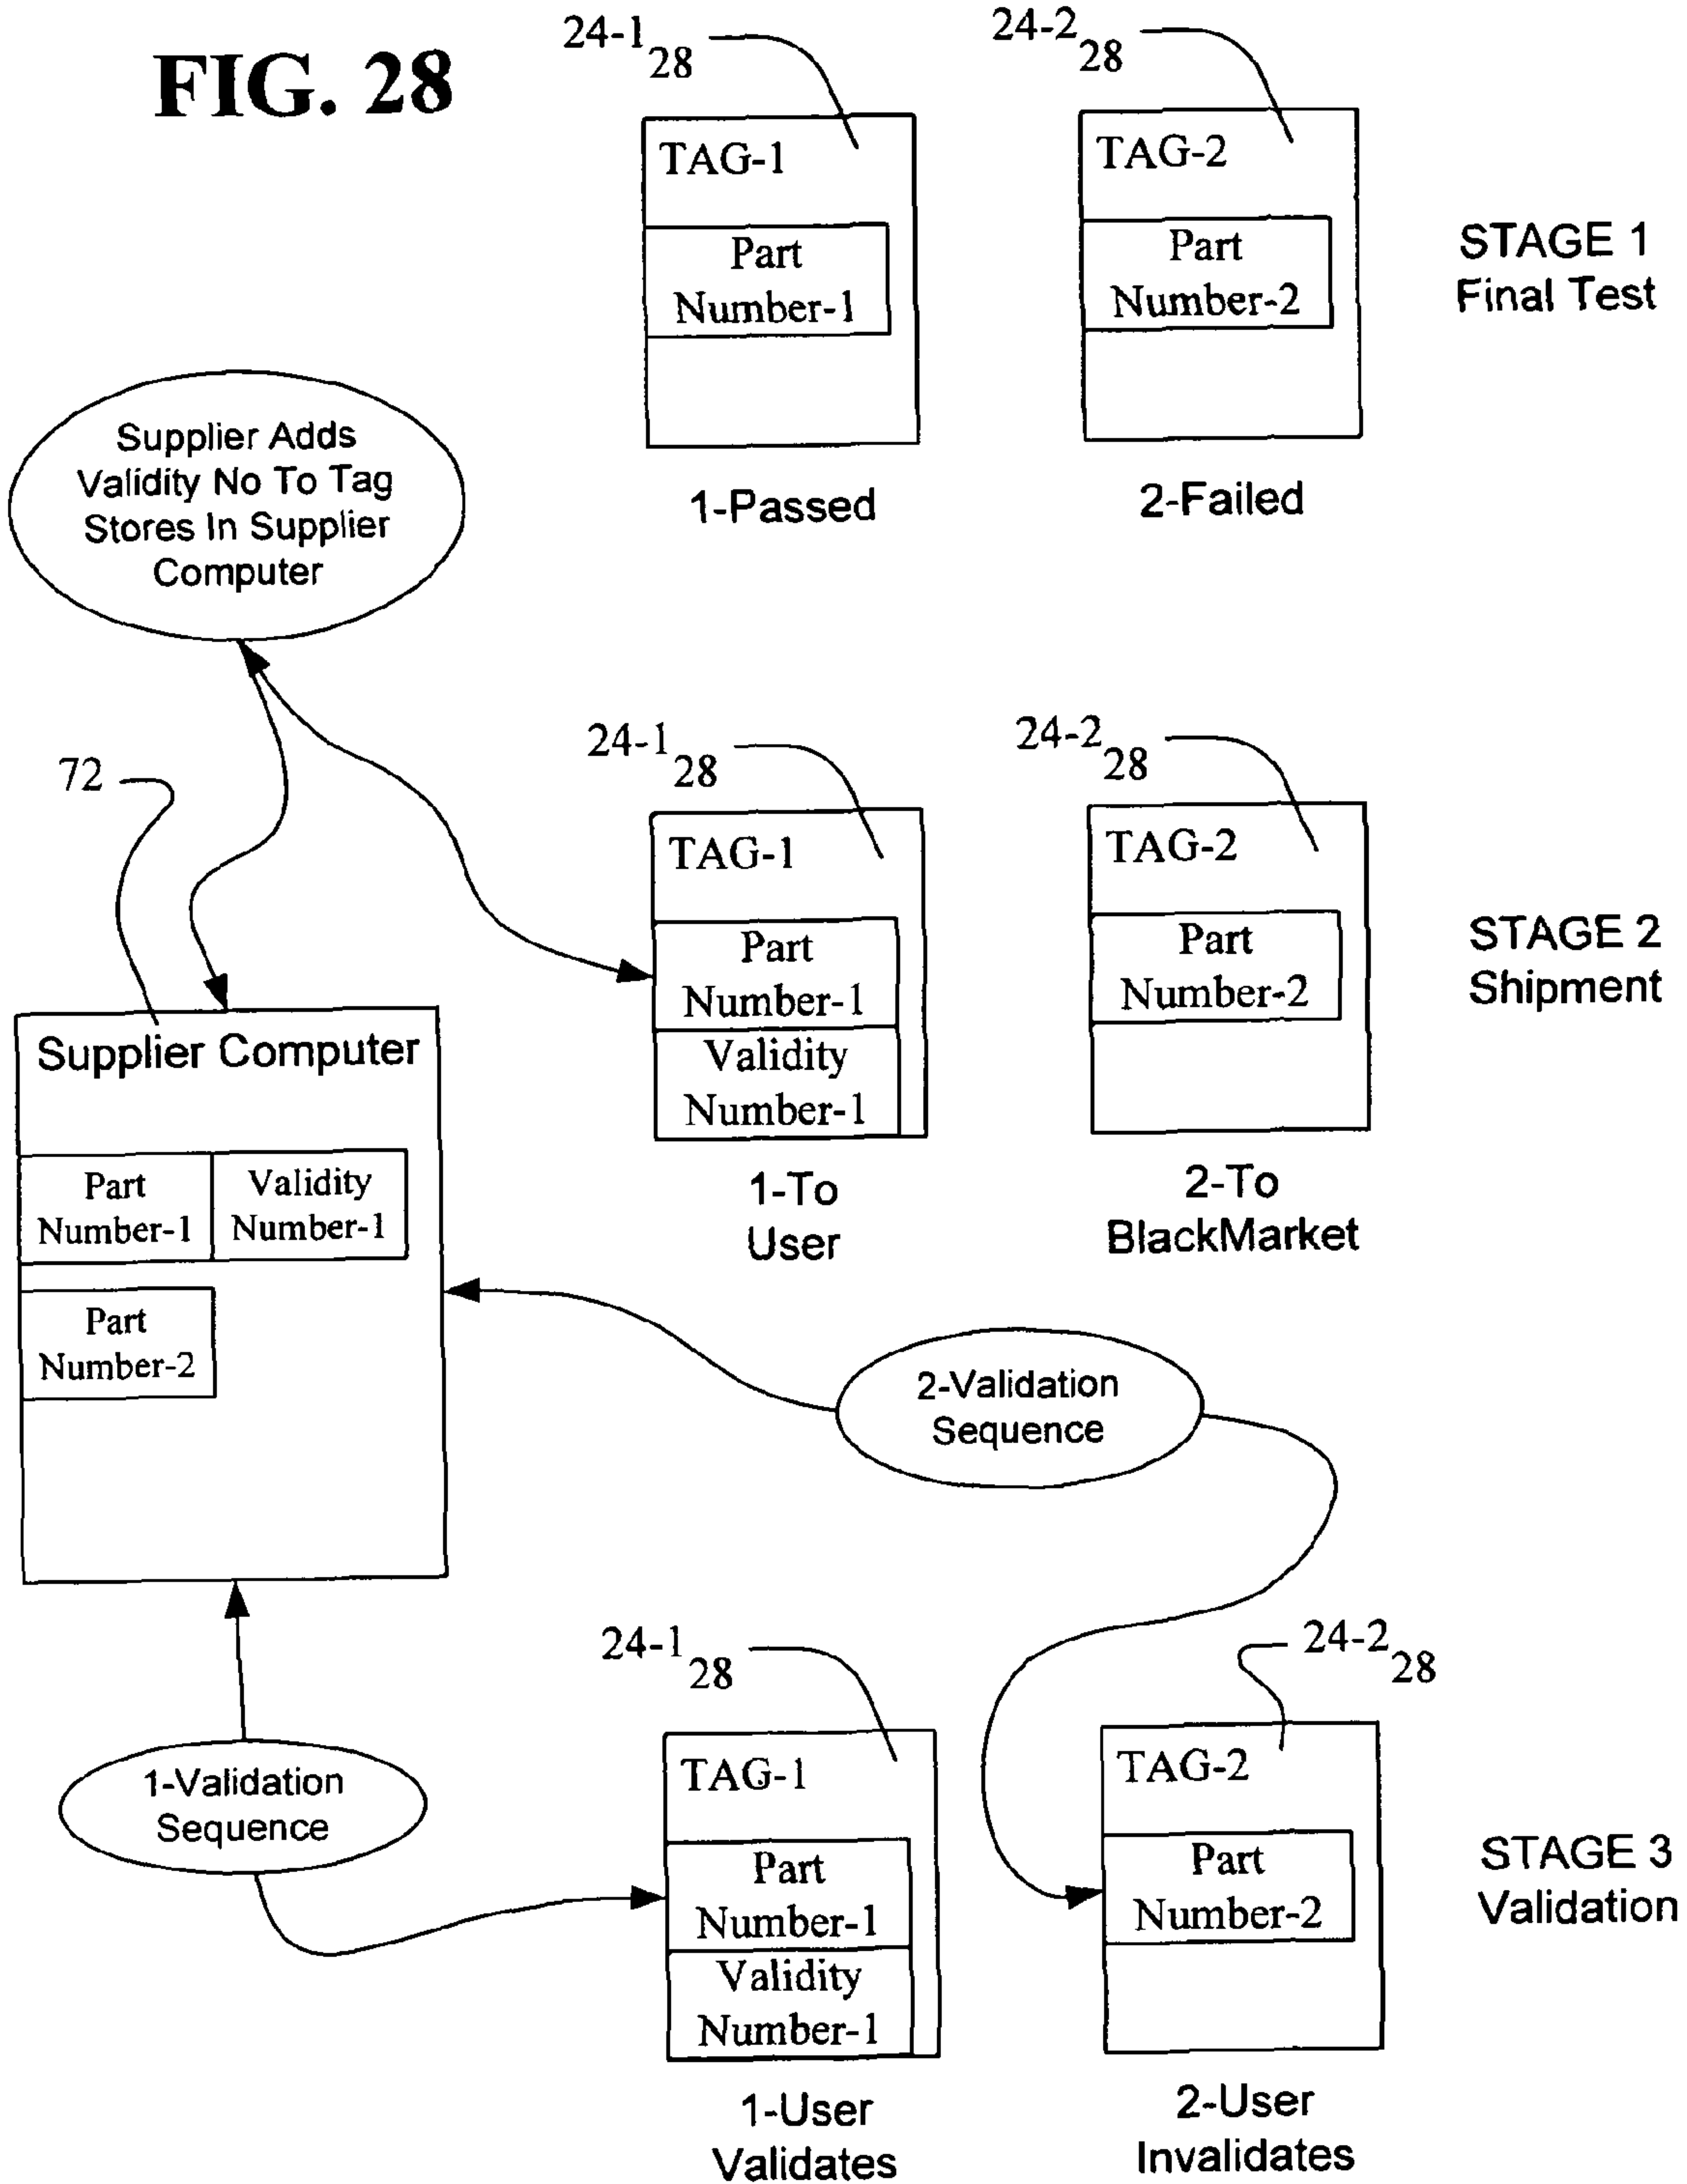 FIG. 28
24-1 28
24-2 28
TAG-1
Part
Number-1
1-Passed
TAG-2
Part
Number-2
2-Failed
STAGE 1
Final Test
Supplier Adds
Validity No To Tag
Stores In Supplier
Computer
72
24-1 28
24-2 28
TAG-1
Part
Number-1
Validity
Number-1
1-To
User
TAG-2
Part
Number-2
2-To
BlackMarket
STAGE 2
Shipment
Supplier Computer
Part
Number-1
Validity
Number-1
Part
Number-2
2-Validation
Sequence
1-Validation
Sequence
24-1 28
24-2 28
TAG-1
Part
Number-1
Validity
Number-1
1-User
Validates
TAG-2
Part
Number-2
2-User
Invalidates
STAGE 3
Validation